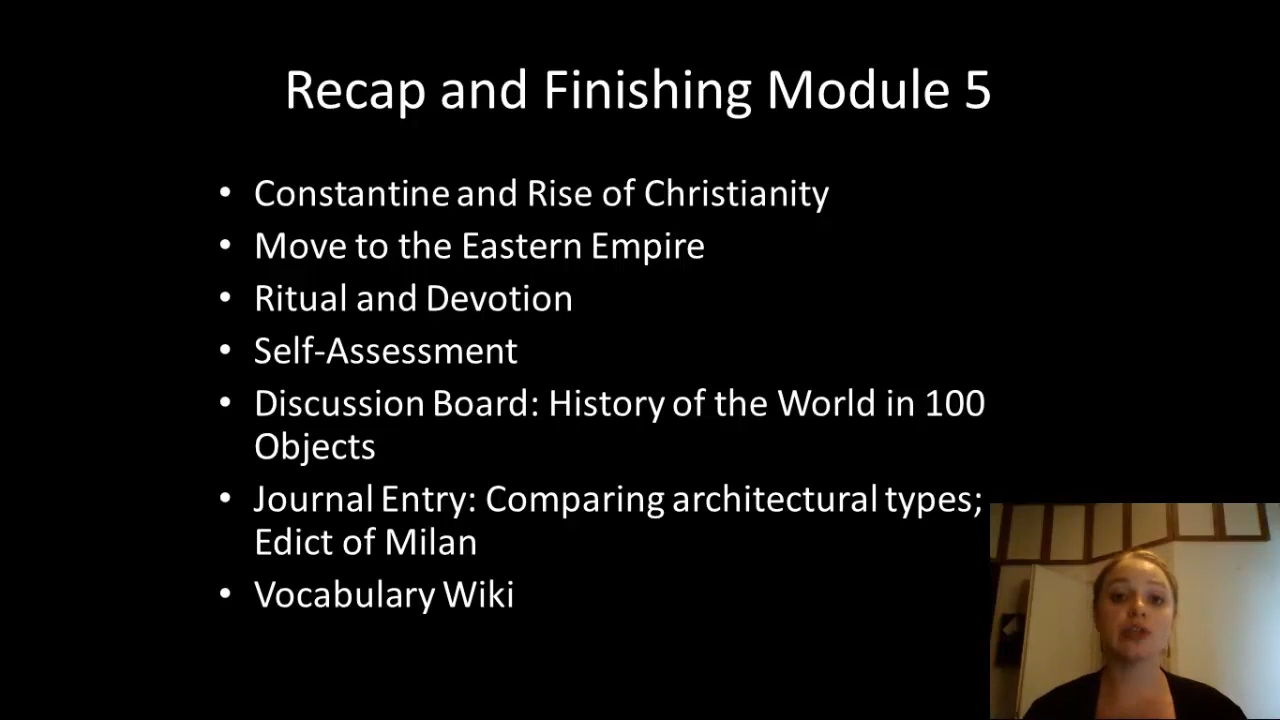 Recap and Finishing Module 5
• Constantine and Rise of Christianity
• Move to the Eastern Empire
• Ritual and Devotion
• Self-Assessment
• Discussion Board: History of the World in 100
Objects
• Journal Entry: Comparing architectural types;
Edict of Milan
• Vocabulary Wiki